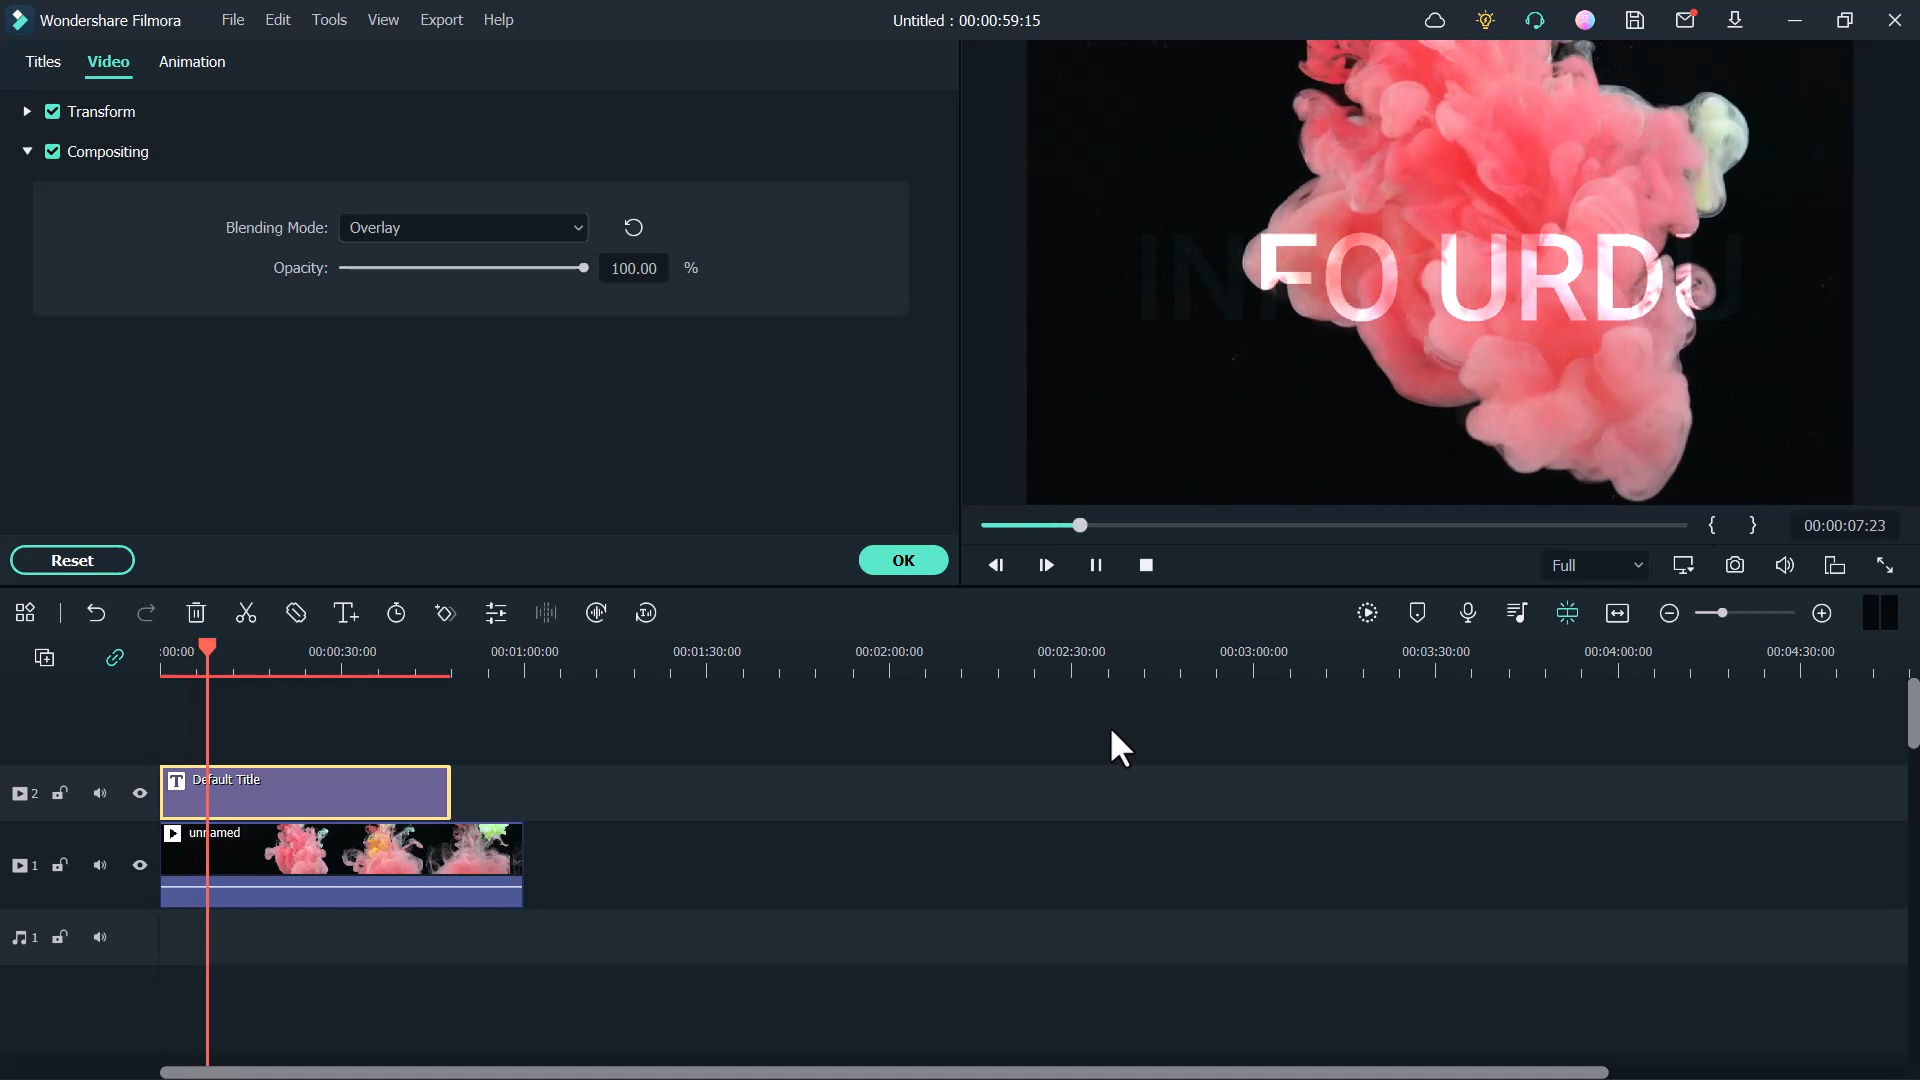 Wondershare Filmora File Edit Tools View Export Help Untitled : 00:00:59:15
Titles Video Animation
Transform
Compositing
Blending Mode: Overlay
Opacity: 100.00 %
INFO URDU
Reset OK
00:00:07:23
Full
:00:00 00:00:30:00 00:01:00:00 00:01:30:00 00:02:00:00 00:02:30:00 00:03:00:00 00:03:30:00 00:04:00:00 00:04:30:00
2 Default Title
unnamed
1
1